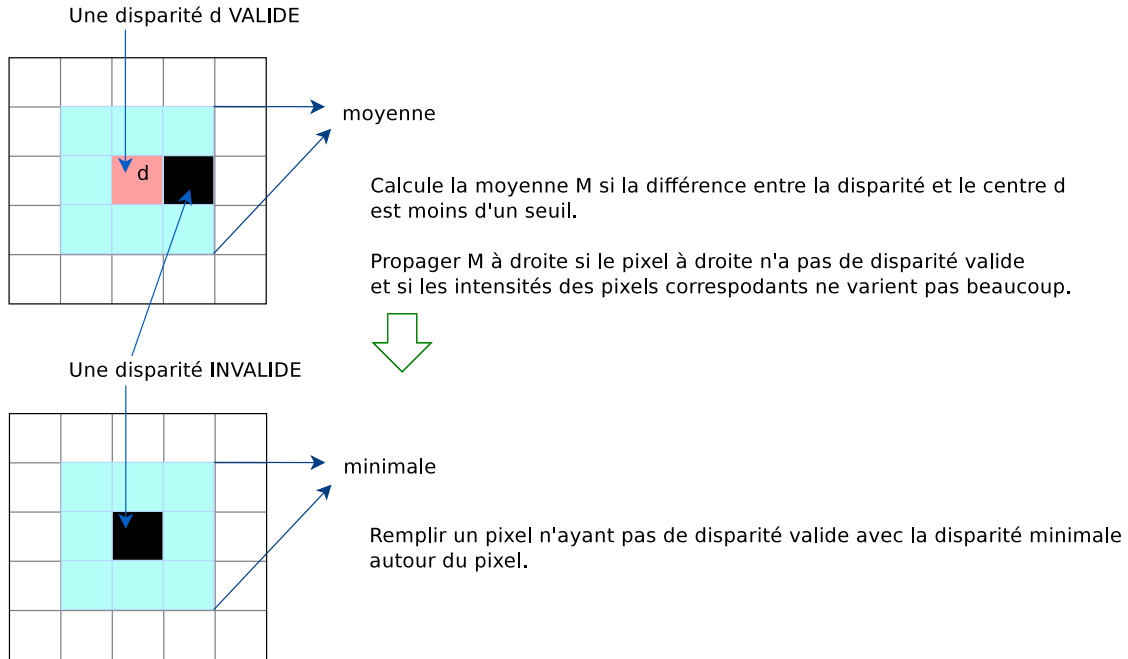 Une disparité d VALIDE
moyenne
d
Calcule la moyenne M si la différence entre la disparité et le centre d
est moins d'un seuil.
Propager M à droite si le pixel à droite n'a pas de disparité valide
et si les intensités des pixels correspodants ne varient pas beaucoup.
Une disparité INVALIDE
minimale
Remplir un pixel n'ayant pas de disparité valide avec la disparité minimale
autour du pixel.